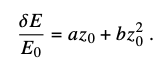 δE/E₀ = az₀ + bz₀² .